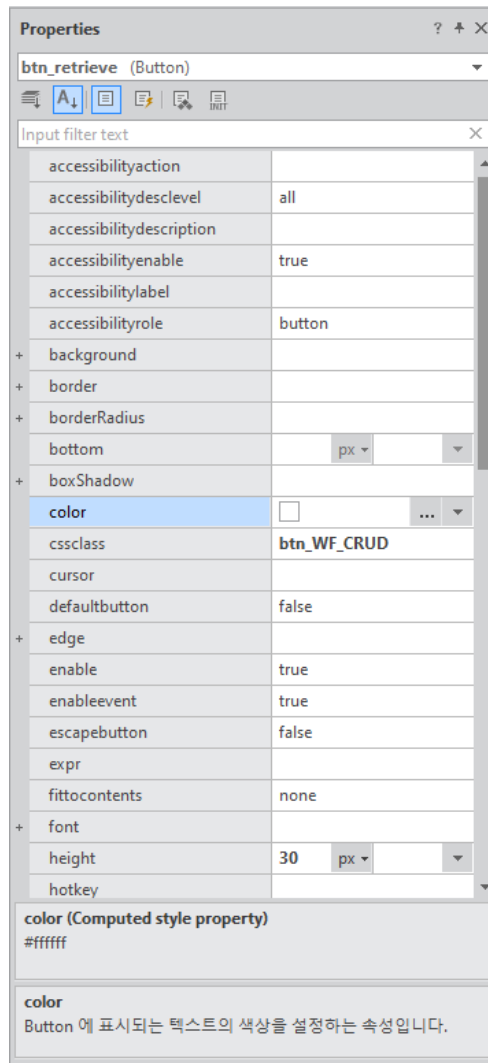 Properties
btn_retrieve (Button)
INIT
Input filter text
accessibilityaction
accessibilitydesclevel all
accessibilitydescription
accessibilityenable true
accessibilitylabel
accessibilityrole button
background
border
borderRadius
bottom px
boxShadow
color ...
cssclass btn_WF_CRUD
cursor
defaultbutton false
edge
enable true
enableevent true
escapebutton false
expr
fittocontents none
font
height 30 px
hotkey
color (Computed style property)
#ffffff
color
Button 에 표시되는 텍스트의 색상을 설정하는 속성입니다.